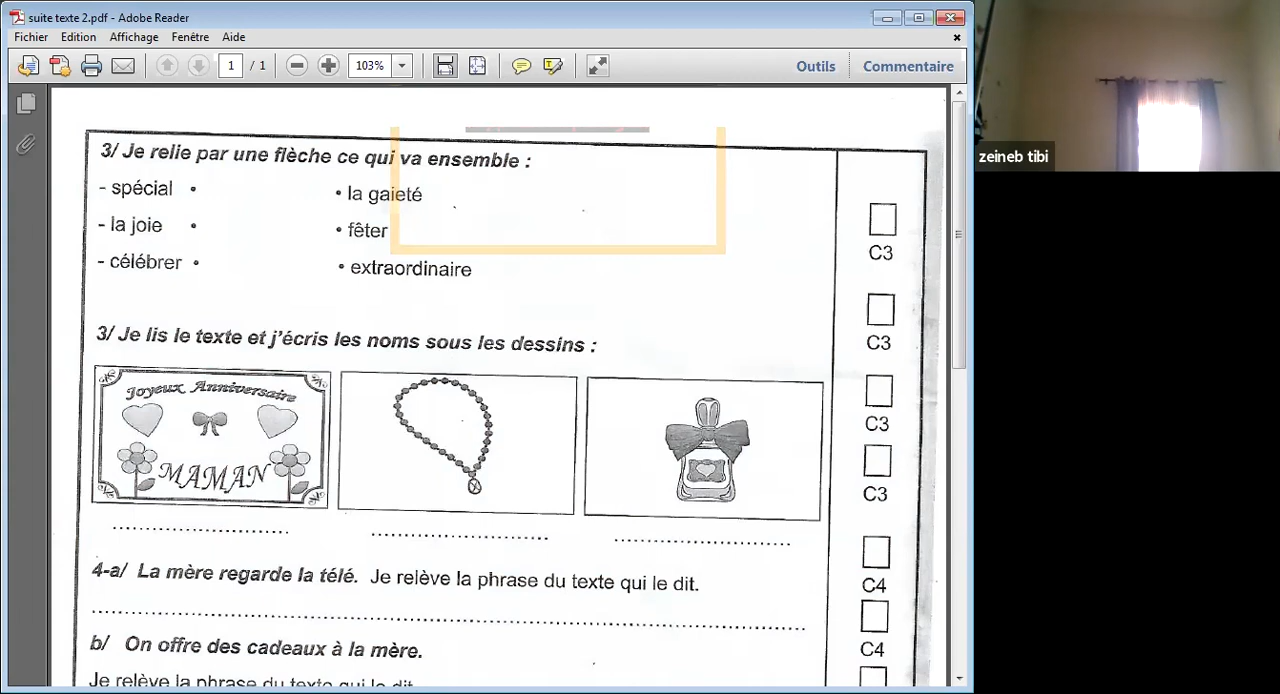 suite texte 2.pdf - Adobe Reader
Fichier Edition Affichage Fenêtre Aide
1 / 1
103%
Outils Commentaire
3/ Je relie par une flèche ce qui va ensemble :
- spécial • • la gaieté
- la joie • • fêter
- célébrer • • extraordinaire
C3
C3
3/ Je lis le texte et j'écris les noms sous les dessins :
Joyeux Anniversaire
MAMAN
C3
C3
4-a/ La mère regarde la télé. Je relève la phrase du texte qui le dit.
C4
b/ On offre des cadeaux à la mère.
C4
Je relève la phrase du texte qui le dit.
zeineb tibi